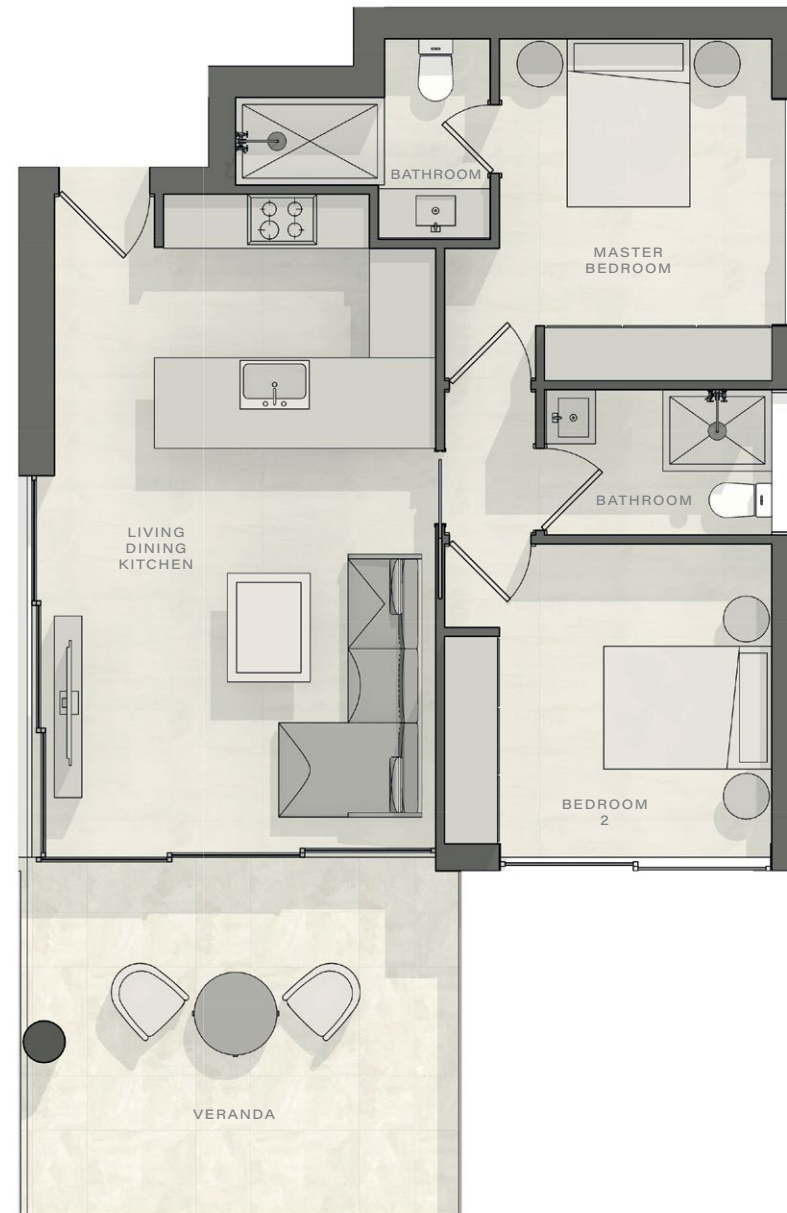 BATHROOM
MASTER
BEDROOM
BATHROOM
LIVING
DINING
KITCHEN
BEDROOM
2
VERANDA